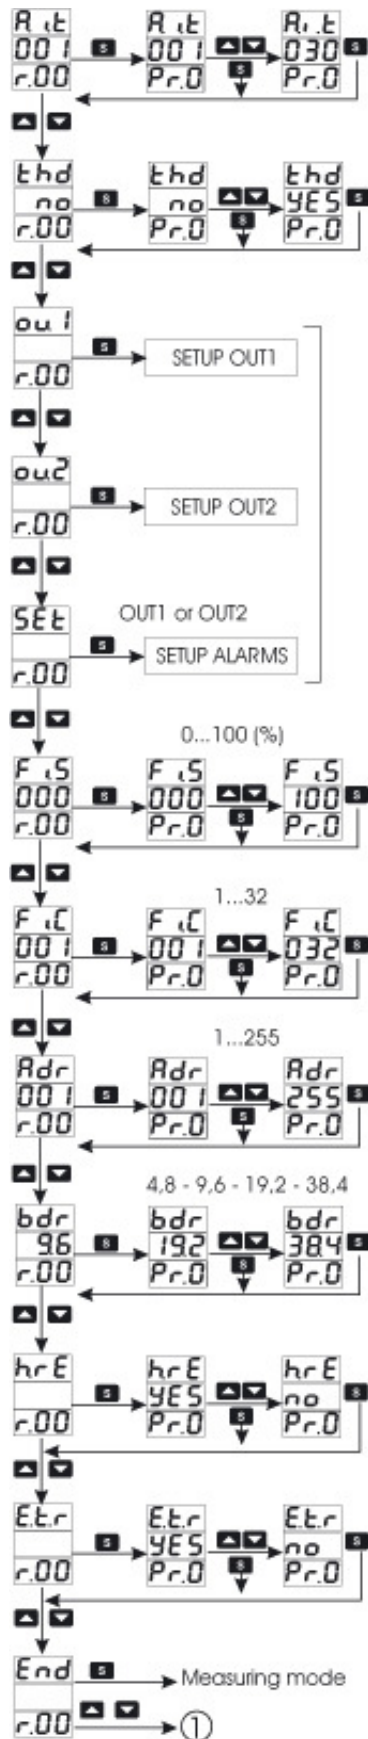 A.it A.it Ai.t
001 S 001 030 S
r.00 Pr.0 S Pr.0
thd thd thd
no S no YES S
r.00 Pr.0 S Pr.0
ou.1
S SETUP OUT1
r.00
ou.2
S SETUP OUT2
r.00
SEt OUT1 or OUT2
S SETUP ALARMS
r.00
0...100 (%)
F iS F iS F iS
000 S 000 100 S
r.00 Pr.0 S Pr.0
1...32
F iC F iC F iC
001 S 001 032 S
r.00 Pr.0 S Pr.0
1...255
Adr Adr Adr
001 S 001 255 S
r.00 Pr.0 S Pr.0
4,8 - 9,6 - 19,2 - 38,4
bdr bdr bdr
9.6 S 19.2 38.4 S
r.00 Pr.0 S Pr.0
hrE hrE hrE
S YES no S
r.00 Pr.0 S Pr.0
E.t.r E.t.r E.t.r
S YES no S
r.00 Pr.0 S Pr.0
End S Measuring mode
r.00 1